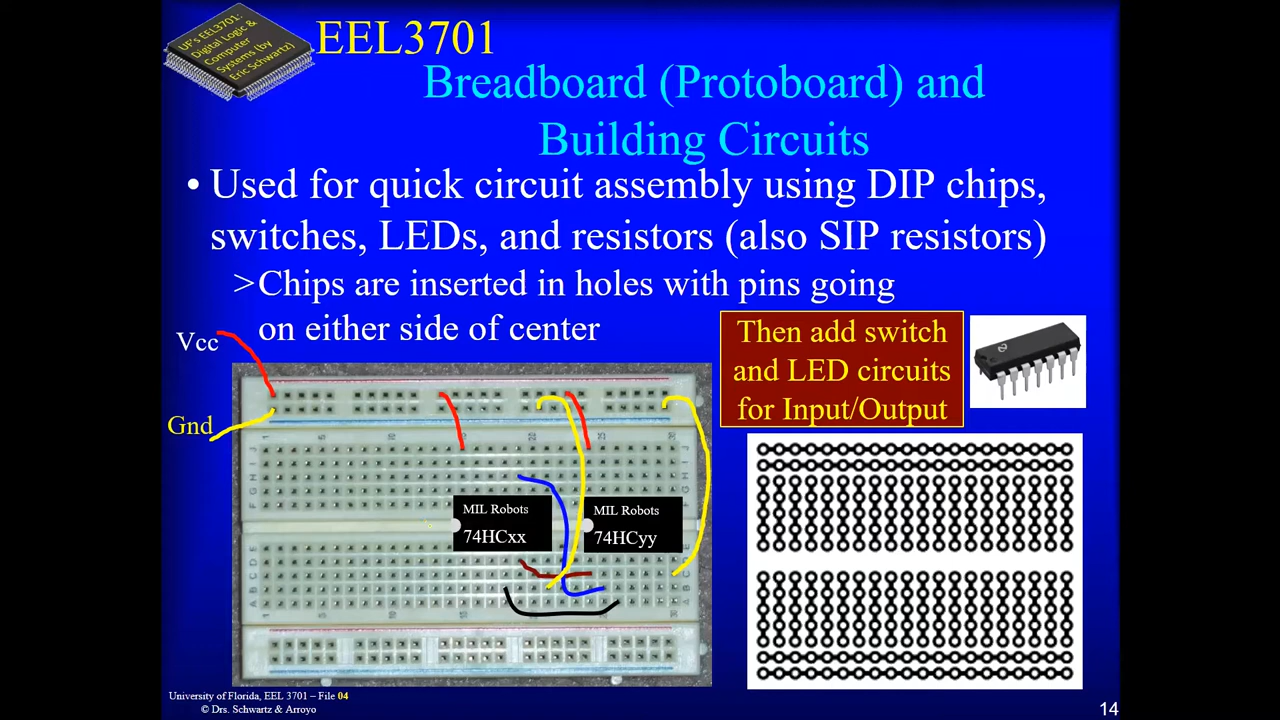 UF's EEL3701:
Digital Logic &
Computer
Systems (by
Eric Schwartz)
EEL3701
Breadboard (Protoboard) and
Building Circuits
• Used for quick circuit assembly using DIP chips,
switches, LEDs, and resistors (also SIP resistors)
>Chips are inserted in holes with pins going
on either side of center
Vcc
Gnd
Then add switch
and LED circuits
for Input/Output
MIL Robots
74HCxx
MIL Robots
74HCyy
University of Florida, EEL 3701 – File 04
© Drs. Schwartz & Arroyo
14